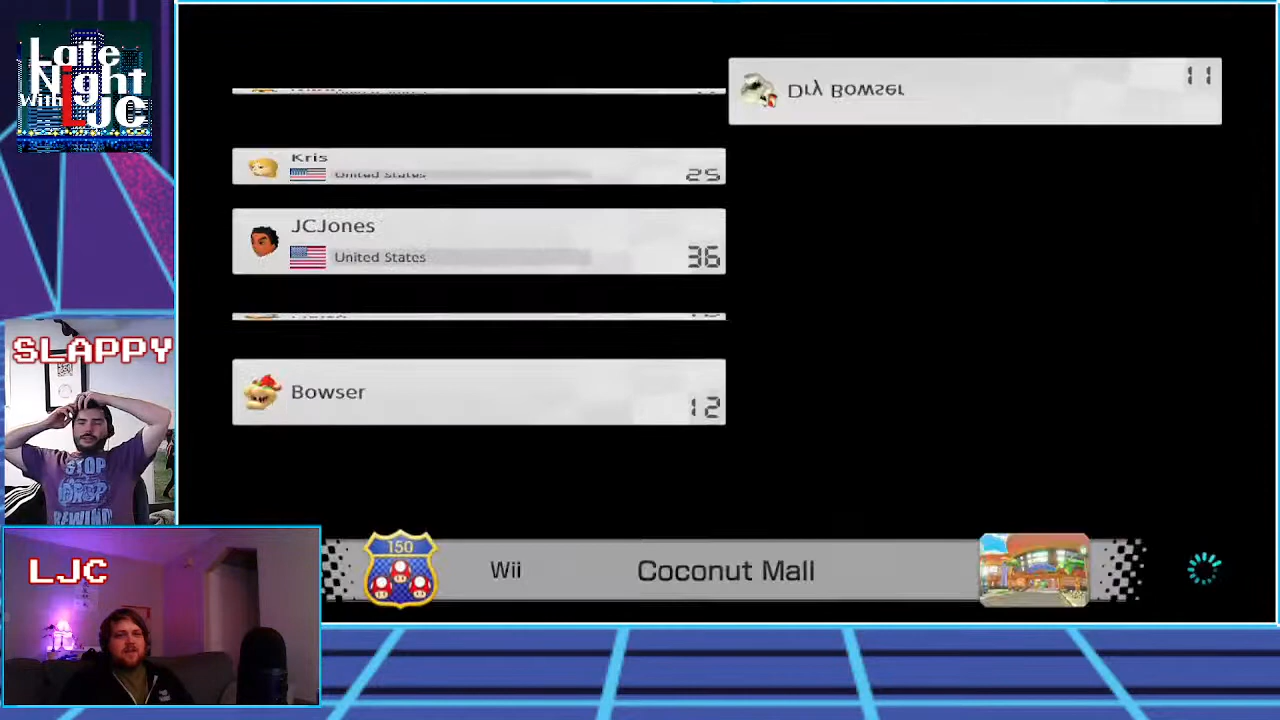 Late
Night
With LJC
Dry Bowser
11
Kris
United States
25
JCJones
United States
36
Bowser
12
SLAPPY
STOP
DROP
REWIND
LJC
150
Wii
Coconut Mall